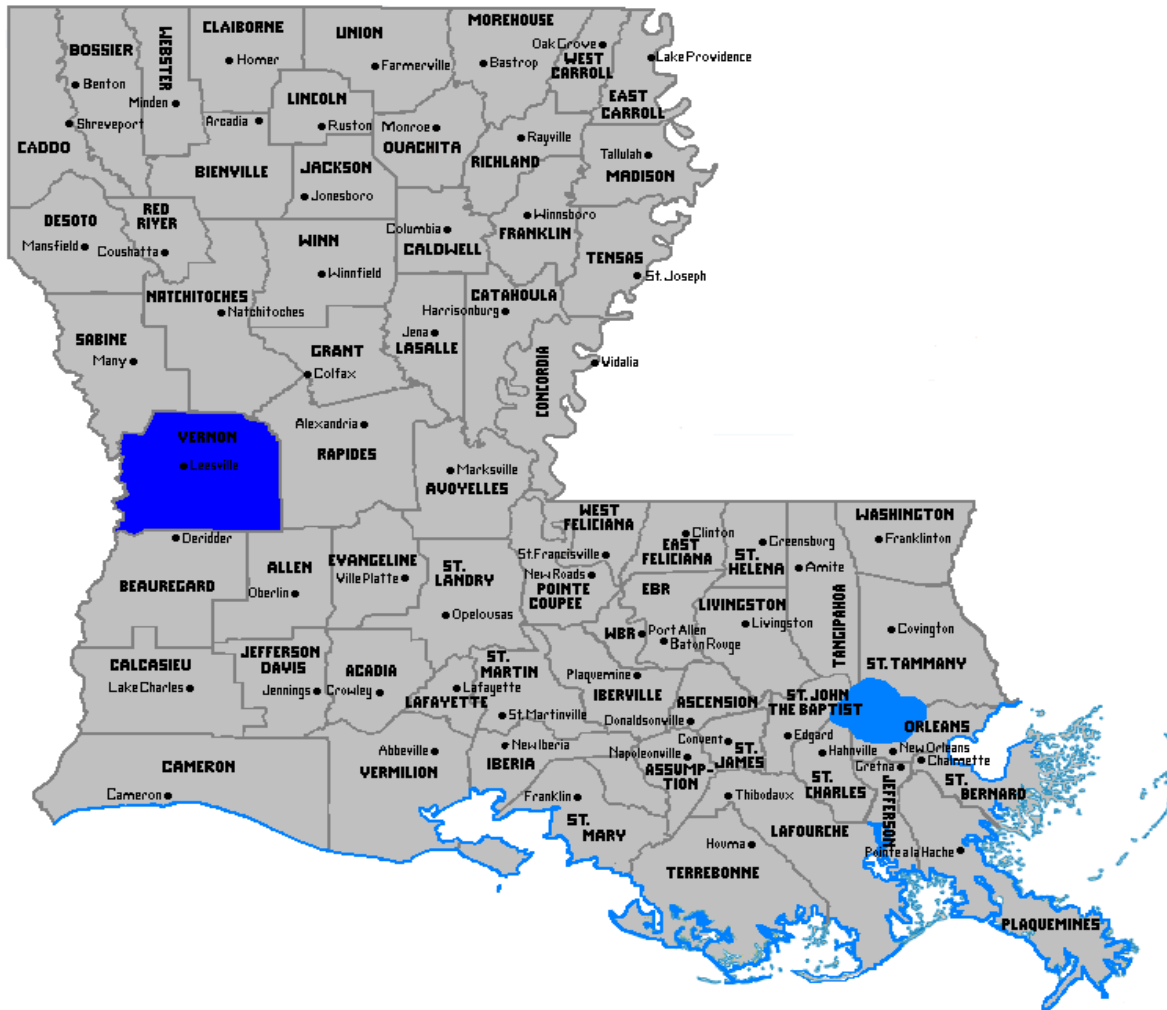 MOREHOUSE
CLAIBORNE
UNION
WEBSTER
BOSSIER
Oak Grove
WEST
CARROLL
Lake Providence
Homer
Farmerville
Bastrop
Benton
EAST
CARROLL
LINCOLN
Minden
Shreveport
Arcadia
Ruston
Monroe
Rayville
CADDO
OUACHITA
RICHLAND
Tallulah
BIENVILLE
JACKSON
MADISON
Jonesboro
RED
RIVER
DESOTO
Winnsboro
Columbia
FRANKLIN
WINN
Mansfield
Coushatta
CALDWELL
TENSAS
Winnfield
St. Joseph
NATCHITOCHES
CATAHOULA
Natchitoches
Harrisonburg
SABINE
Jena
LASALLE
GRANT
Many
Vidalia
Colfax
CONCORDIA
Alexandria
VERNON
RAPIDES
Leesville
Marksville
AVOYELLES
WEST
FELICIANA
WASHINGTON
Deridder
Clinton
Greensburg
Franklinton
EAST
FELICIANA
ST.
HELENA
St. Francisville
EVANGELINE
ALLEN
ST.
LANDRY
Amite
BEAUREGARD
Ville Platte
New Roads
POINTE
COUPEE
EBR
Oberlin
LIVINGSTON
TANGIPAHOA
Opelousas
Livingston
Covington
WBR
Port Allen
Baton Rouge
JEFFERSON
DAVIS
ST.
MARTIN
CALCASIEU
ACADIA
ST. TAMMANY
Plaquemine
Lake Charles
Jennings
Crowley
Lafayette
LAFAYETTE
IBERVILLE
ASCENSION
ST. JOHN
THE BAPTIST
St. Martinville
Donaldsonville
ORLEANS
Edgard
Convent
New Iberia
Abbeville
Napoleonville
Hahnville
New Orleans
Chalmette
CAMERON
VERMILION
IBERIA
ASSUMP-
TION
ST.
JAMES
Gretna
ST.
BERNARD
ST.
CHARLES
Cameron
Franklin
Thibodaux
JEFFERSON
ST.
MARY
LAFOURCHE
Houma
Pointe a la Hache
TERREBONNE
PLAQUEMINES